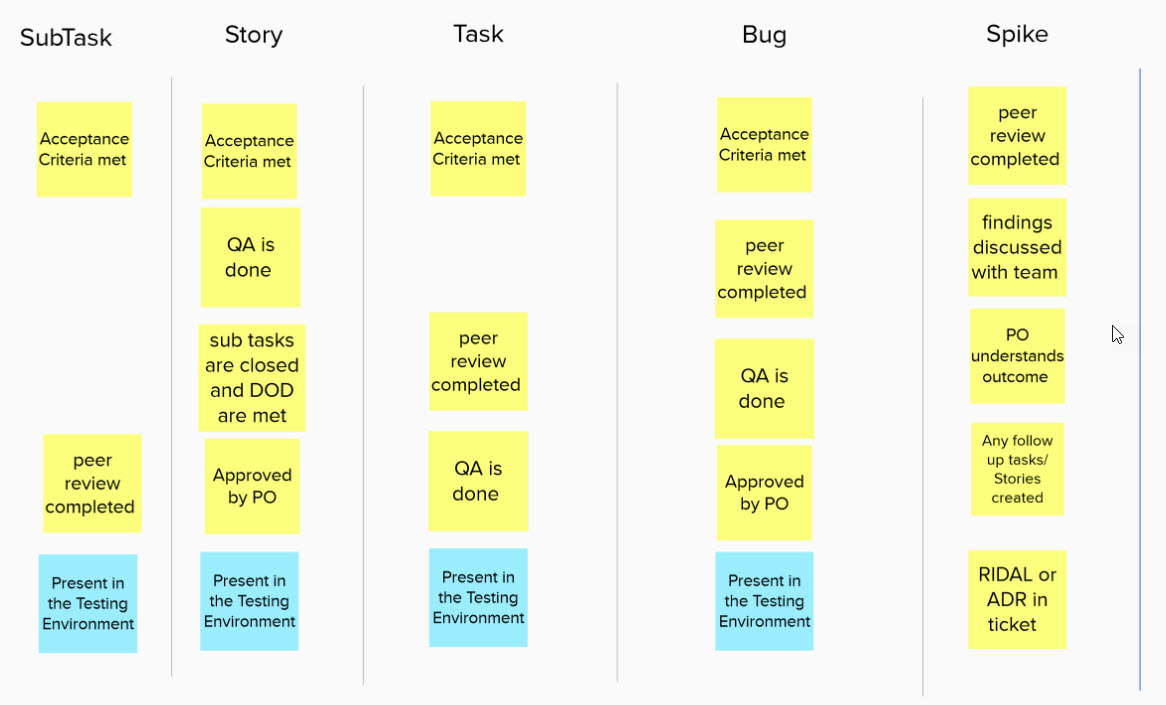 SubTask
Story
Task
Bug
Spike
Acceptance
Criteria met
peer
review
completed
Present in
the Testing
Environment
Acceptance
Criteria met
QA is
done
sub tasks
are closed
and DOD
are met
Approved
by PO
Present in
the Testing
Environment
Acceptance
Criteria met
peer
review
completed
QA is
done
Present in
the Testing
Environment
Acceptance
Criteria met
peer
review
completed
QA is
done
Approved
by PO
Present in
the Testing
Environment
peer
review
completed
findings
discussed
with team
PO
understands
outcome
Any follow
up tasks/
Stories
created
RIDAL or
ADR in
ticket